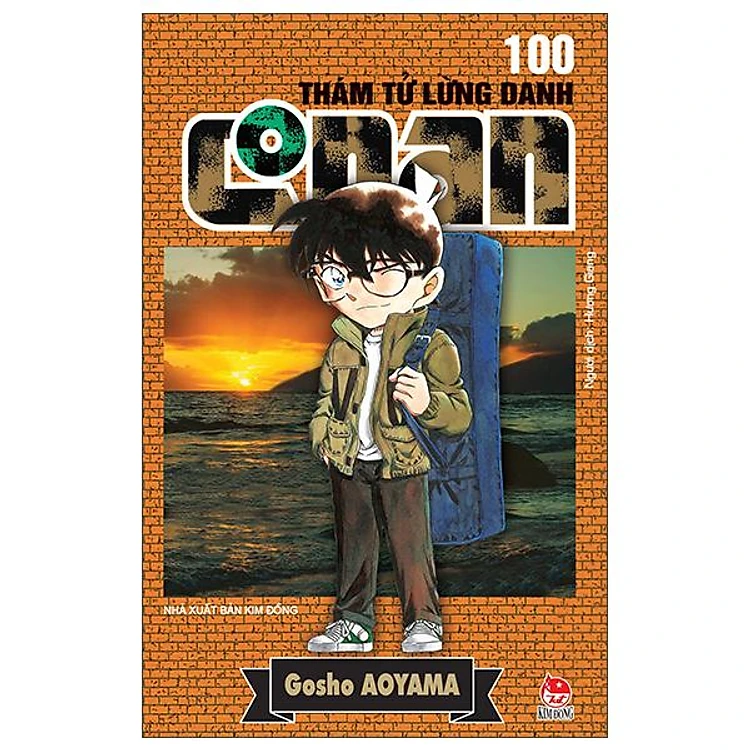 100
THÁM TỬ LỪNG DANH
Conan
Người dịch: Hương Giang
NHÀ XUẤT BẢN KIM ĐỒNG
Gosho AOYAMA
KIM ĐỒNG